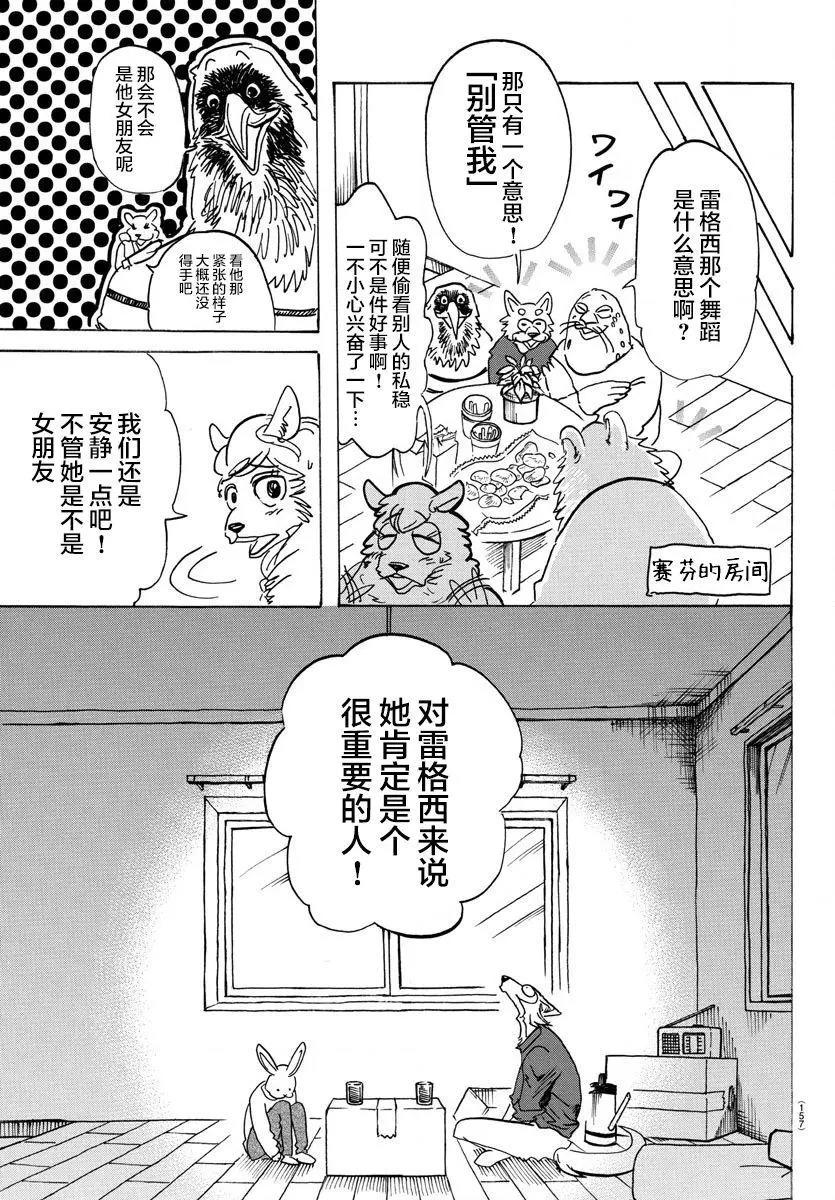 雷格西那个舞蹈
是什么意思啊?
ワイワイ
那只有一个意思!
「别管我」
随便偷看别人的私稳
可不是件好事啊!
一不小心兴奋了一下…
赛芬的房间
那会不会
是他女朋友呢
看他那
紧张的样子
大概还没
得手吧
我们还是
安静一点吧!
不管她是不是
女朋友
对雷格西来说
她肯定是个
很重要的人!
(157)